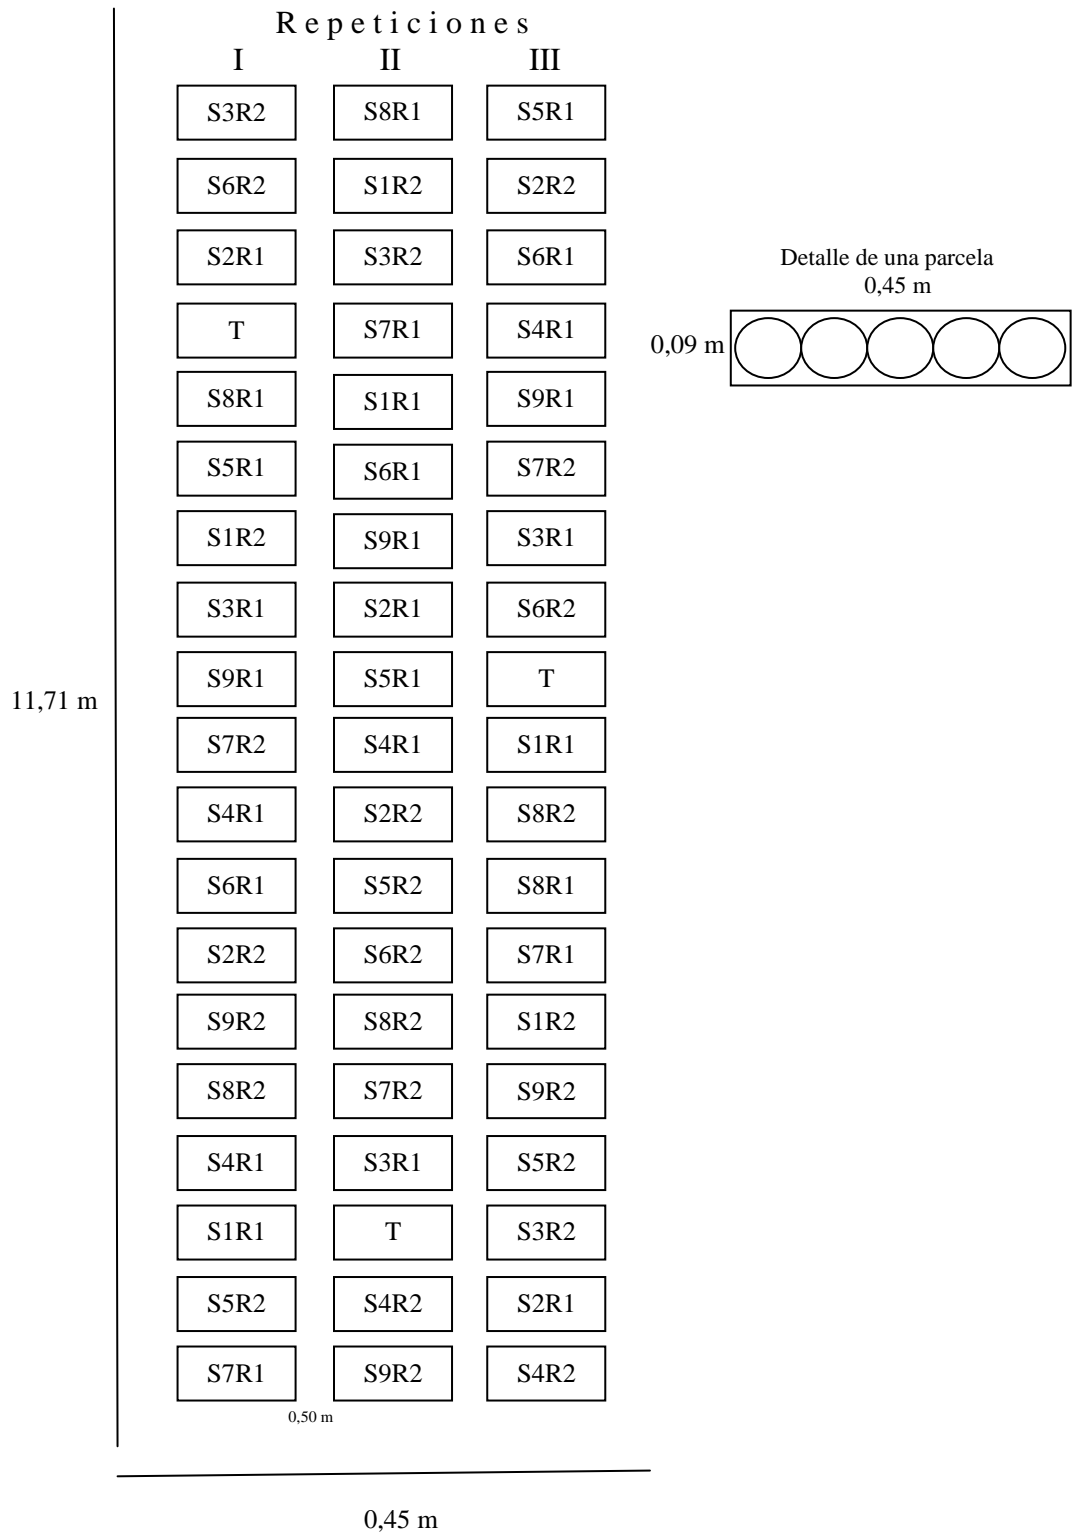 Repeticiones
I II III
S3R2 S8R1 S5R1
S6R2 S1R2 S2R2
S2R1 S3R2 S6R1
Detalle de una parcela
0,45 m
T S7R1 S4R1
0,09 m
S8R1 S1R1 S9R1
S5R1 S6R1 S7R2
S1R2 S9R1 S3R1
S3R1 S2R1 S6R2
S9R1 S5R1 T
11,71 m
S7R2 S4R1 S1R1
S4R1 S2R2 S8R2
S6R1 S5R2 S8R1
S2R2 S6R2 S7R1
S9R2 S8R2 S1R2
S8R2 S7R2 S9R2
S4R1 S3R1 S5R2
S1R1 T S3R2
S5R2 S4R2 S2R1
S7R1 S9R2 S4R2
0,50 m
0,45 m